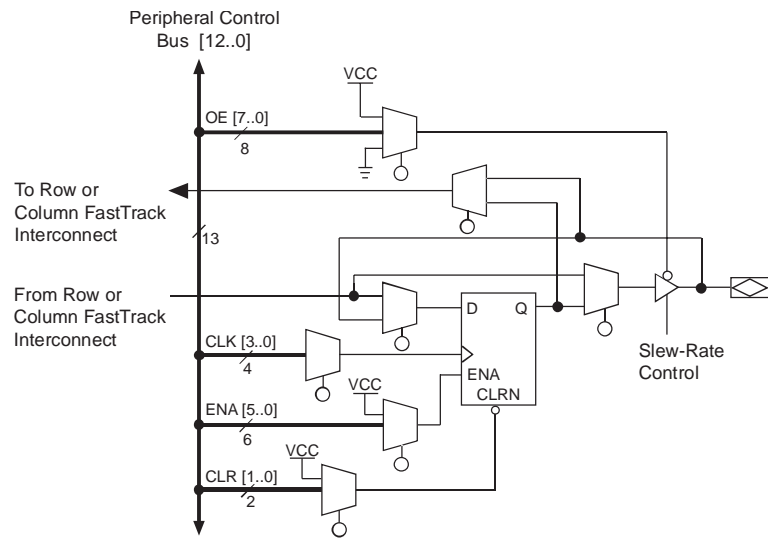 Peripheral Control
Bus [12..0]
VCC
OE [7..0]
8
To Row or
Column FastTrack
Interconnect
13
From Row or
Column FastTrack
Interconnect
D
Q
CLK [3..0]
4
Slew-Rate
Control
VCC
ENA
CLRN
ENA [5..0]
6
VCC
CLR [1..0]
2